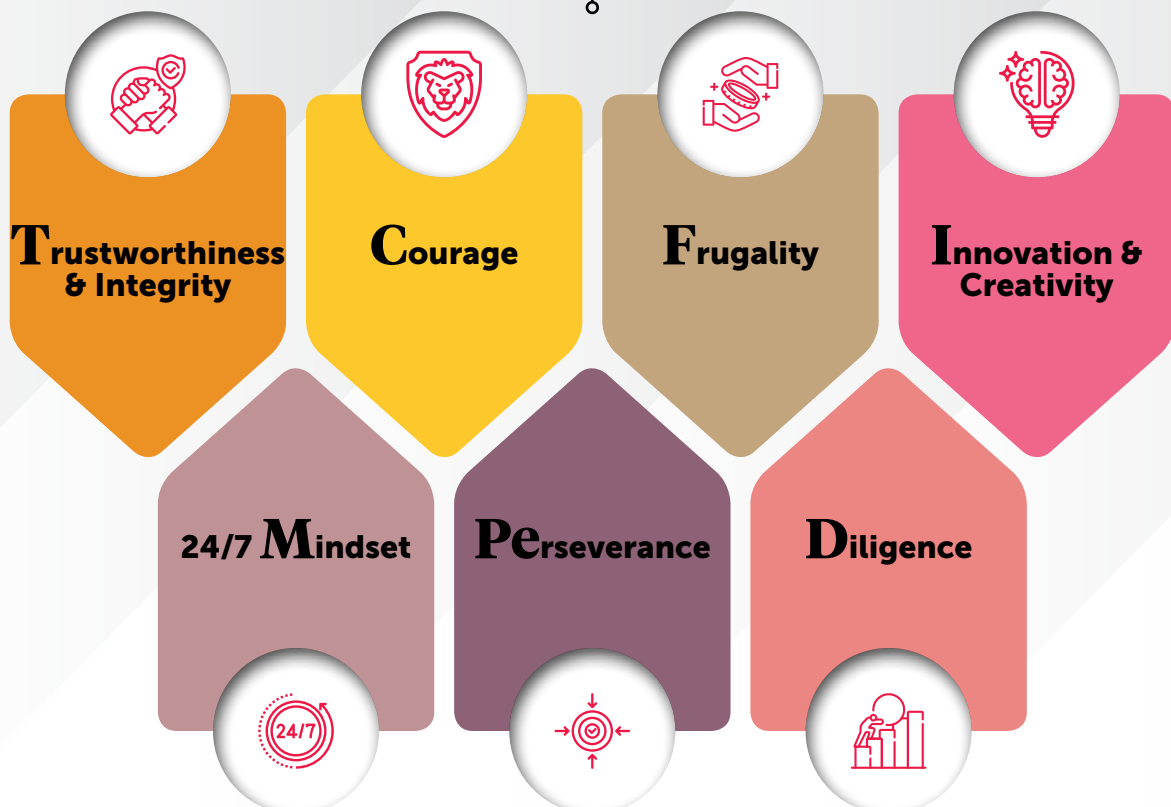 Trustworthiness
& Integrity
Courage
Frugality
Innovation &
Creativity
24/7 Mindset
Perseverance
Diligence
24/7